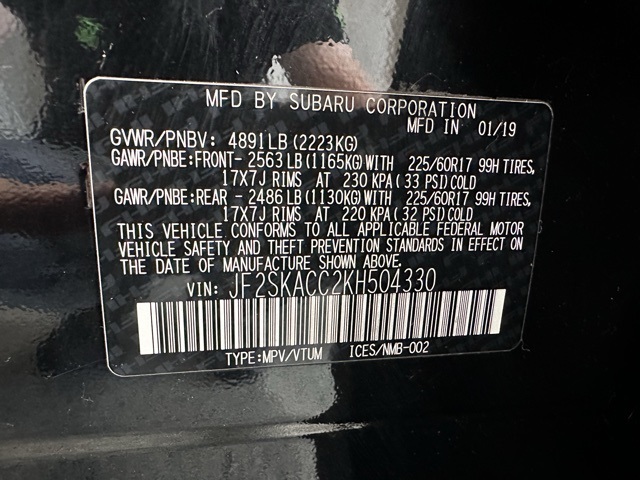 MFD BY SUBARU CORPORATION
MFD IN 01/19
GVWR/PNBV: 4891LB (2223KG)
GAWR/PNBE:FRONT- 2563 LB (1165KG) WITH 225/60R17 99H TIRES,
17X7J RIMS AT 230 KPA ( 33 PSI) COLD
GAWR/PNBE:REAR - 2486 LB (1130KG) WITH 225/60R17 99H TIRES,
17X7J RIMS AT 220 KPA ( 32 PSI) COLD
THIS VEHICLE CONFORMS TO ALL APPLICABLE FEDERAL MOTOR
VEHICLE SAFETY AND THEFT PREVENTION STANDARDS IN EFFECT ON
THE DATE OF MANUFACTURE SHOWN ABOVE.
VIN: JF2SKACC2KH504330
TYPE:MPV/VTUM ICES/NMB-002